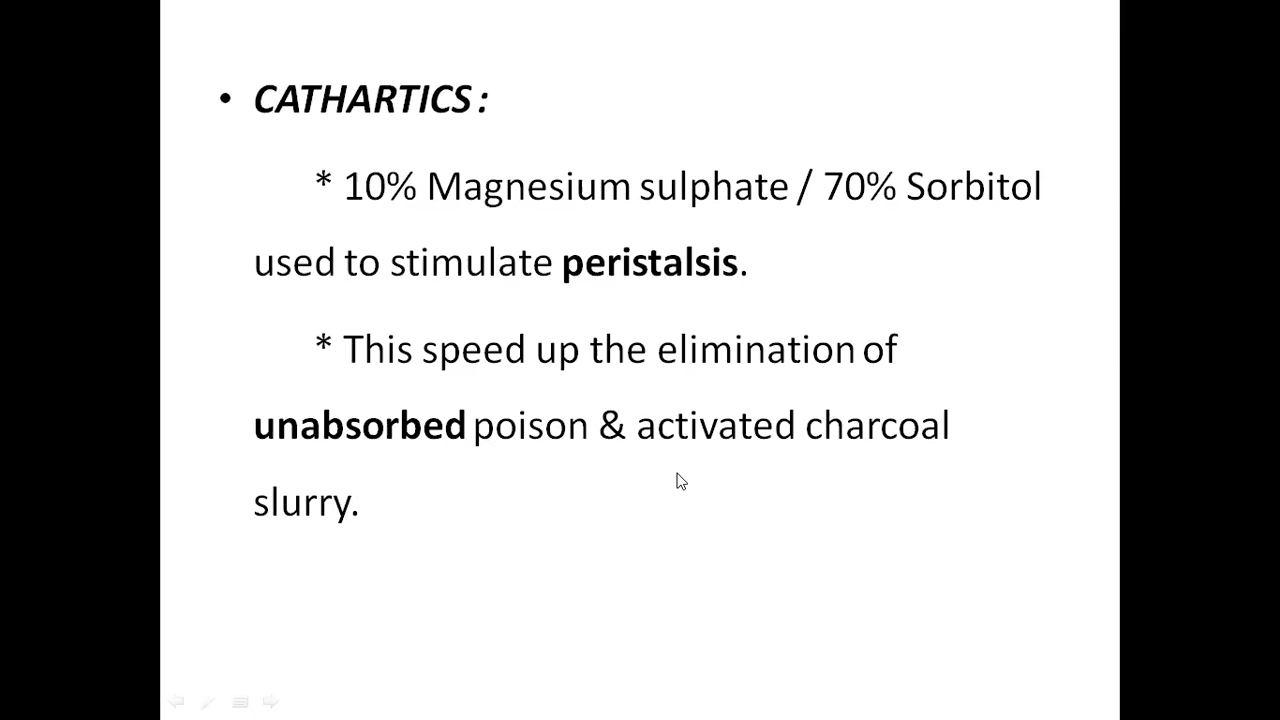 • CATHARTICS :
* 10% Magnesium sulphate / 70% Sorbitol
used to stimulate peristalsis.
* This speed up the elimination of
unabsorbed poison & activated charcoal
slurry.